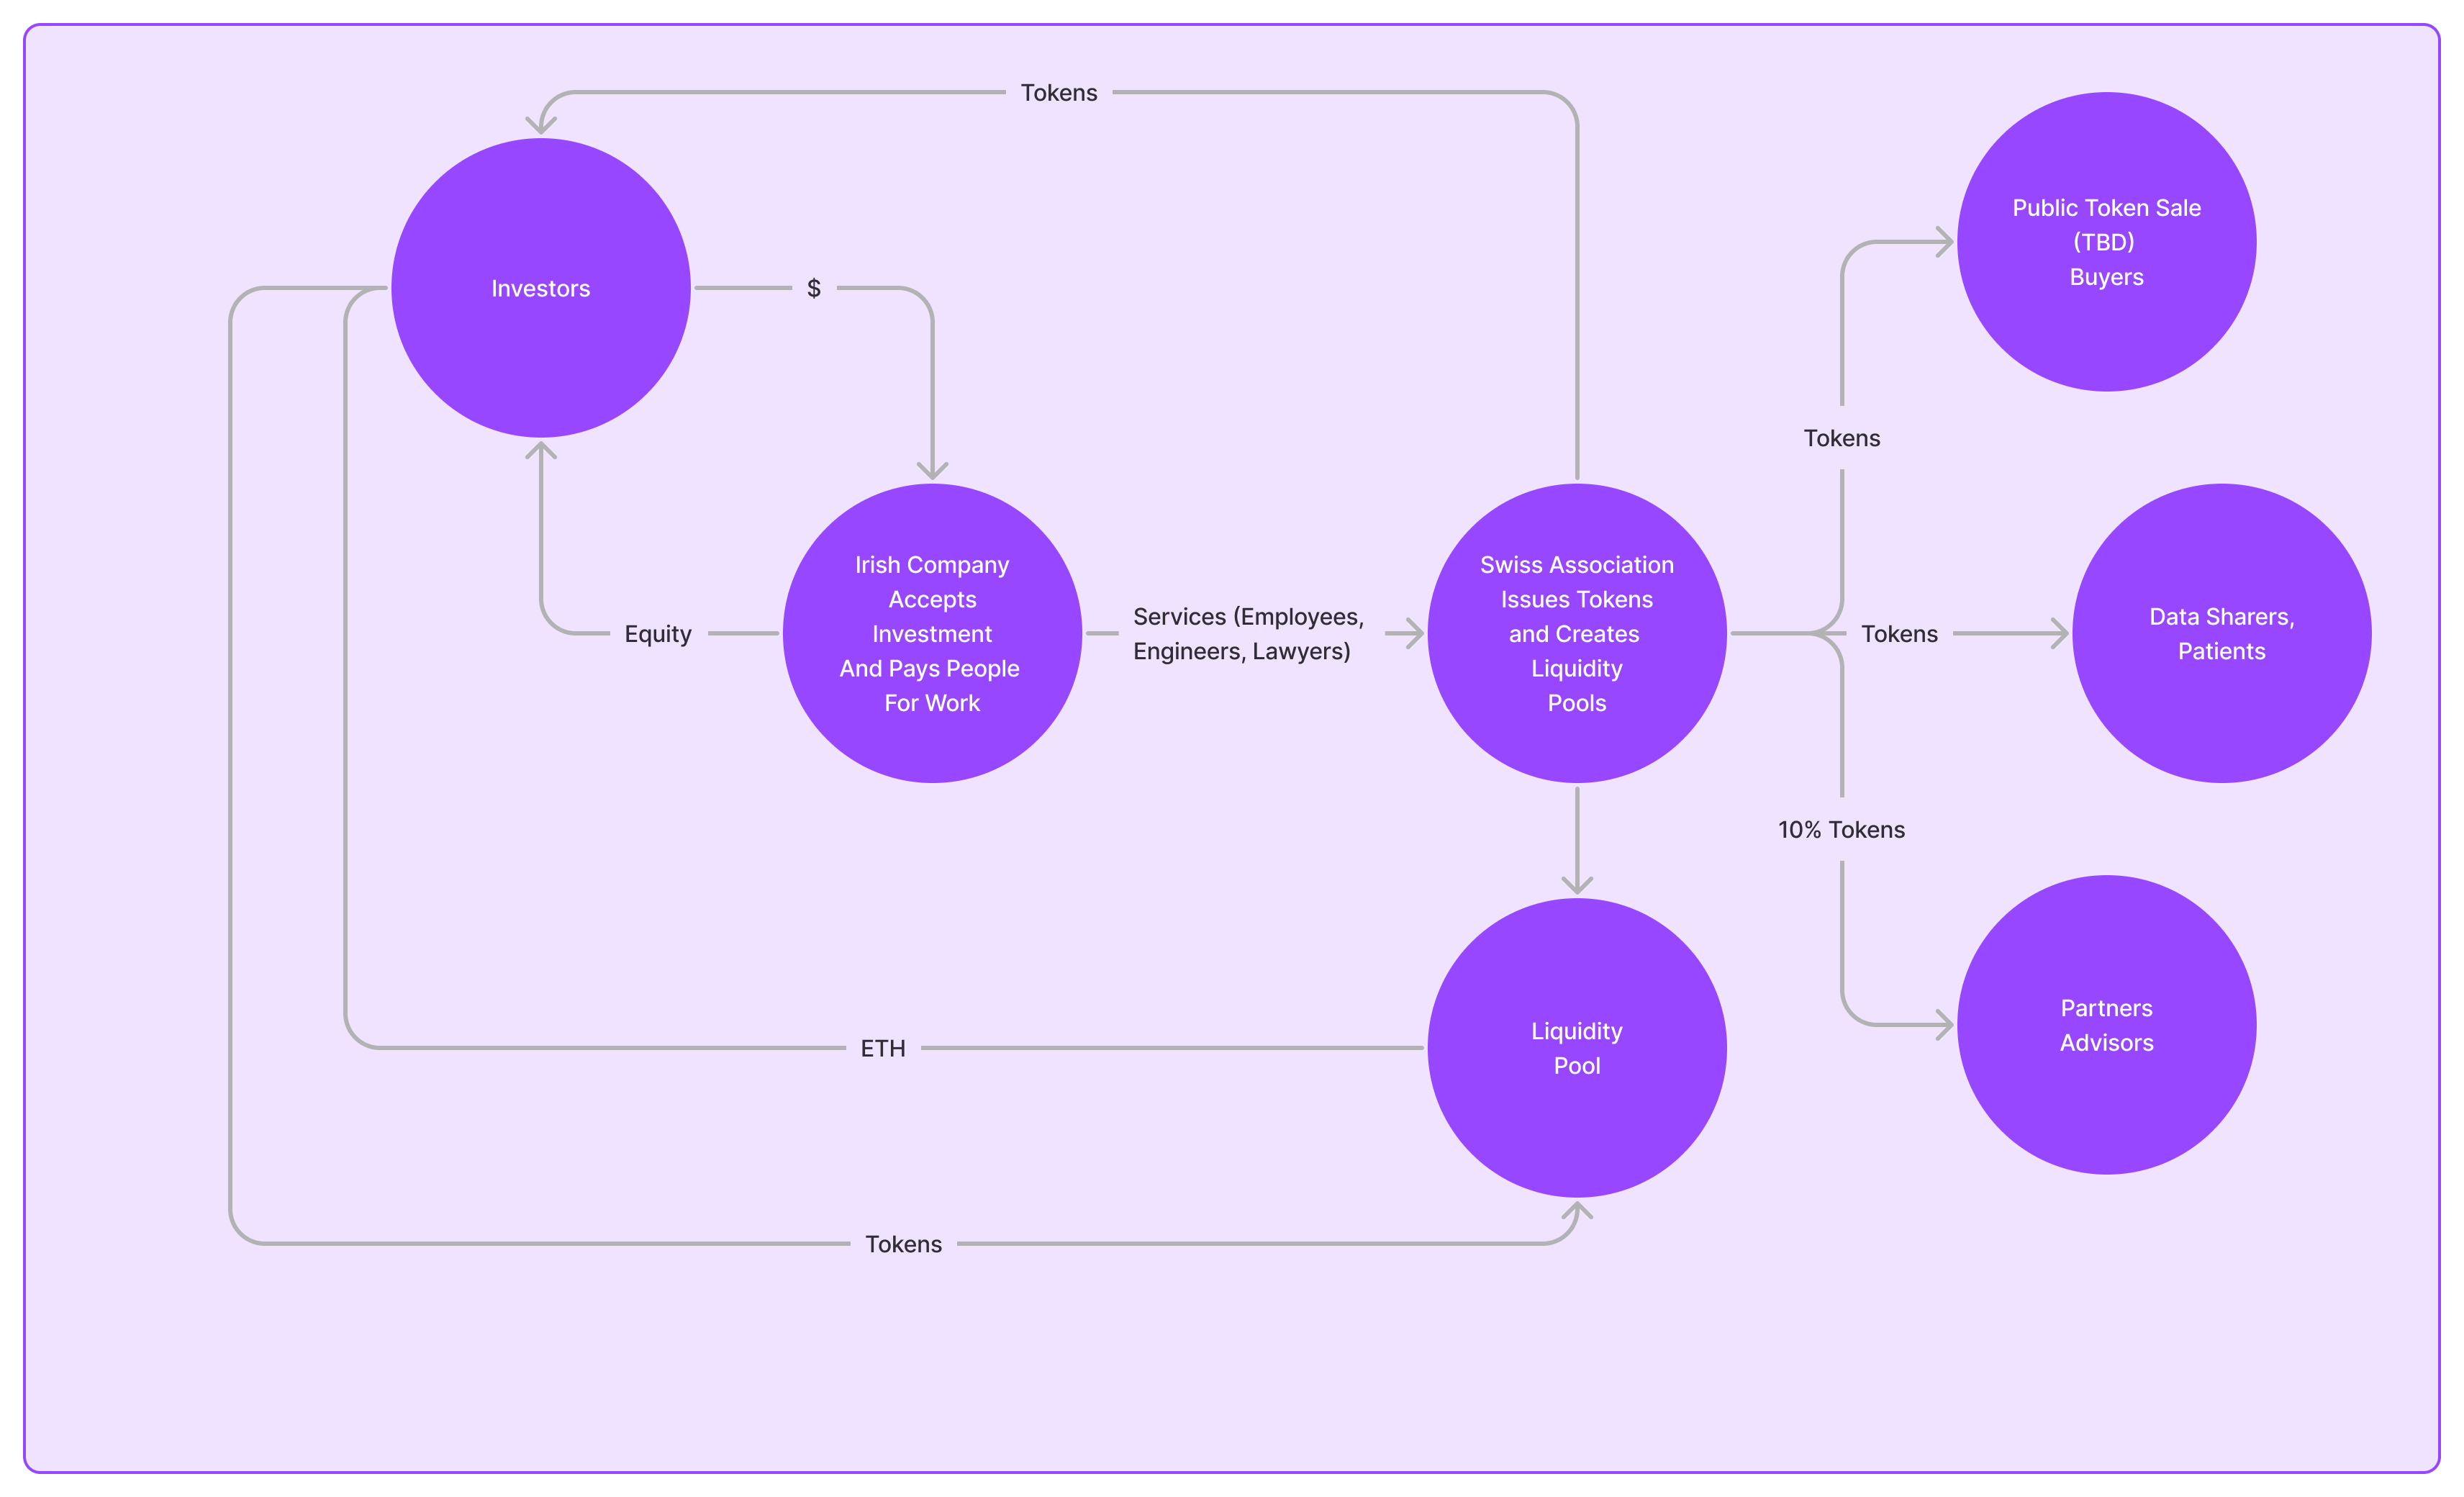 Tokens
Investors
$
Public Token Sale
(TBD)
Buyers
Tokens
Irish Company
Accepts
Investment
And Pays People
For Work
Equity
Services (Employees,
Engineers, Lawyers)
Swiss Association
Issues Tokens
and Creates
Liquidity
Pools
Tokens
Data Sharers,
Patients
10% Tokens
Partners
Advisors
Liquidity
Pool
ETH
Tokens